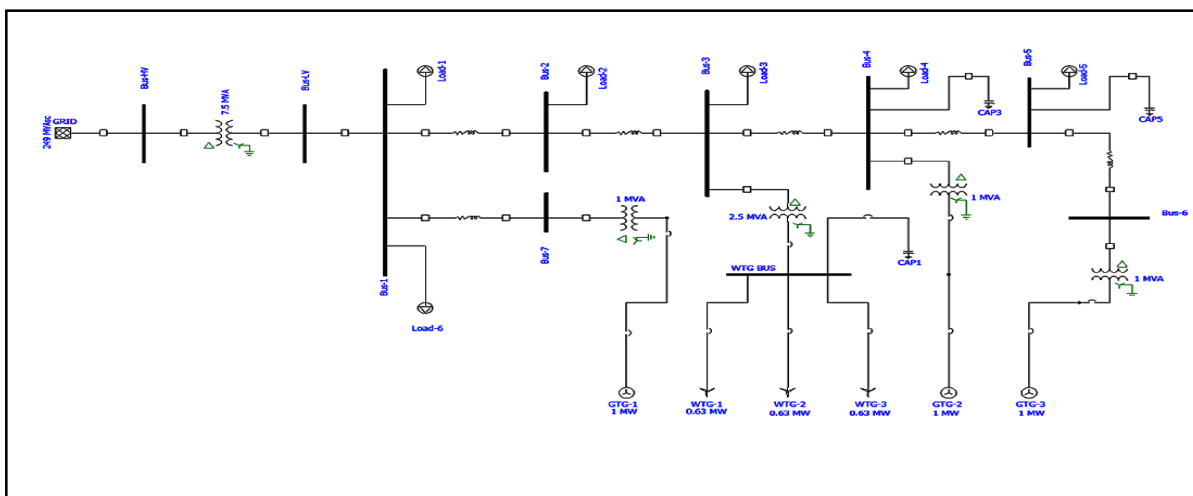 249 MVAsc
GRID
Bus-HV
7.5 MVA
Bus-LV
Bus-1
Load-1
Load-6
Bus-2
Load-2
Bus-7
1 MVA
Bus-3
Load-3
2.5 MVA
WTG BUS
CAP1
Bus-4
Load-4
CAP3
1 MVA
Bus-5
Load-5
CAP5
Bus-6
1 MVA
GTG-1
1 MW
WTG-1
0.63 MW
WTG-2
0.63 MW
WTG-3
0.63 MW
GTG-2
1 MW
GTG-3
1 MW